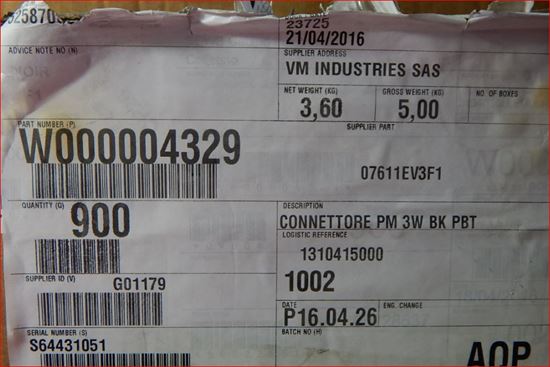 23725
21/04/2016
ADVICE NOTE NO (N)
SUPPLIER ADDRESS
VM INDUSTRIES SAS
NET WEIGHT (KG)
GROSS WEIGHT (KG)
NO. OF BOXES
3,60
5,00
PART NUMBER (P)
SUPPLIER PART
W000004329
07611EV3F1
QUANTITY (Q)
900
DESCRIPTION
CONNETTORE PM 3W BK PBT
LOGISTIC REFERENCE
1310415000
SUPPLIER ID (V)
G01179
1002
DATE
ENG. CHANGE
P16.04.26
SERIAL NUMBER (S)
BATCH NO (H)
S64431051
AQP